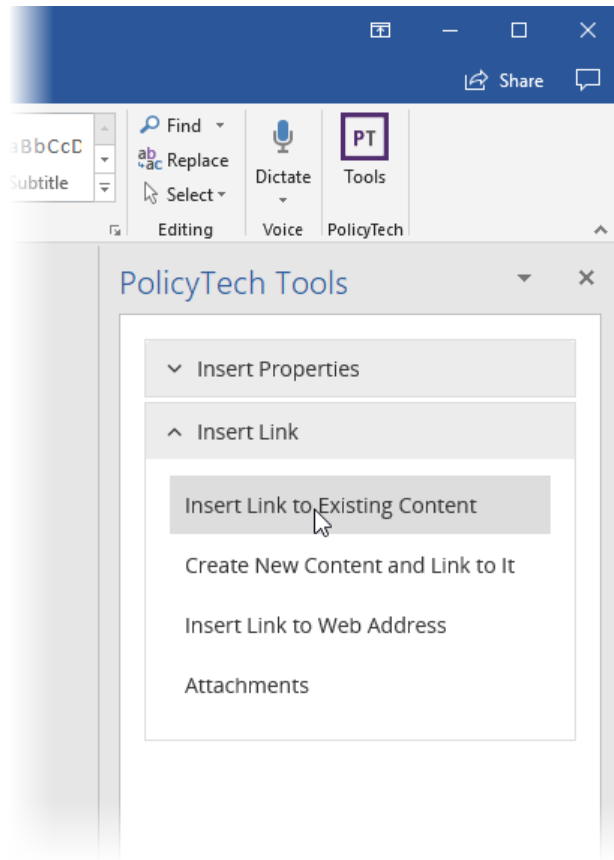 Share
aBbCcD
Subtitle
Find
Replace
Select
Editing
Dictate
Voice
PT
Tools
PolicyTech
PolicyTech Tools
Insert Properties
Insert Link
Insert Link to Existing Content
Create New Content and Link to It
Insert Link to Web Address
Attachments